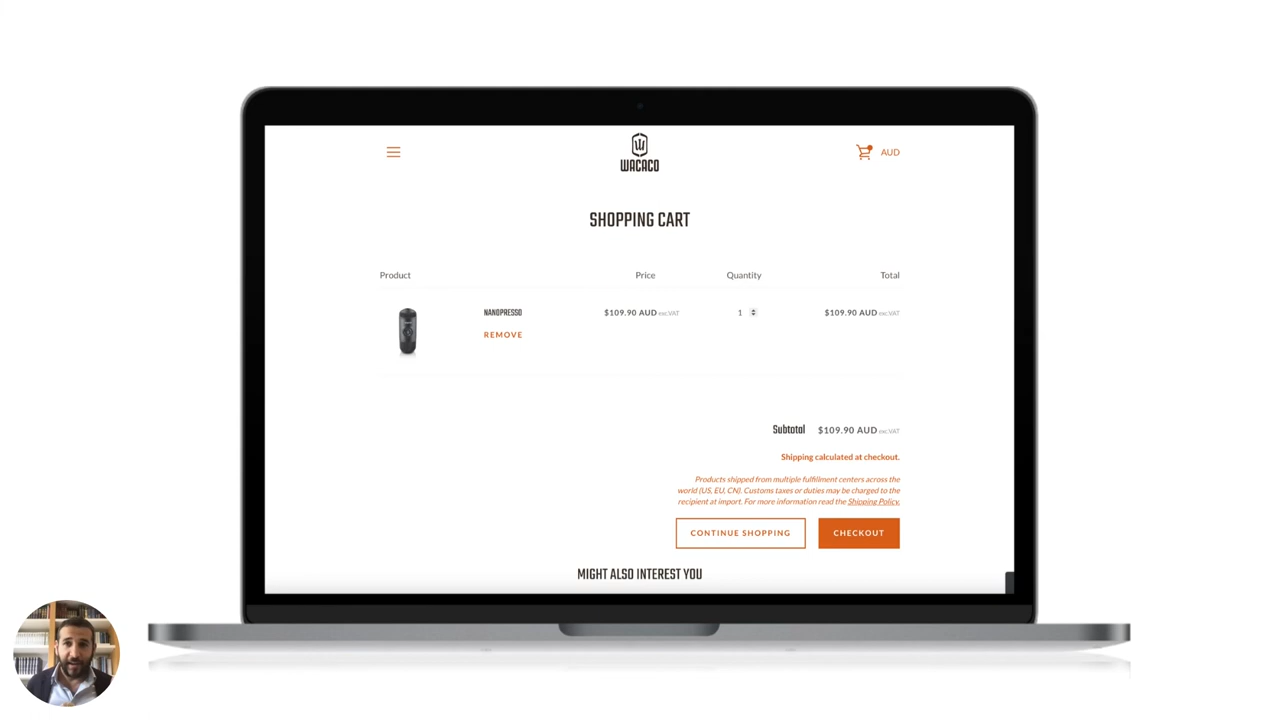 WACACO
AUD
SHOPPING CART
Product Price Quantity Total
NANOPRESSO $109.90 AUD exc.VAT 1 $109.90 AUD exc.VAT
REMOVE
Subtotal $109.90 AUD exc.VAT
Shipping calculated at checkout.
Products shipped from multiple fulfillment centers across the
world (US, EU, CN). Customs taxes or duties may be charged to the
recipient at import. For more information read the Shipping Policy.
CONTINUE SHOPPING CHECKOUT
MIGHT ALSO INTEREST YOU